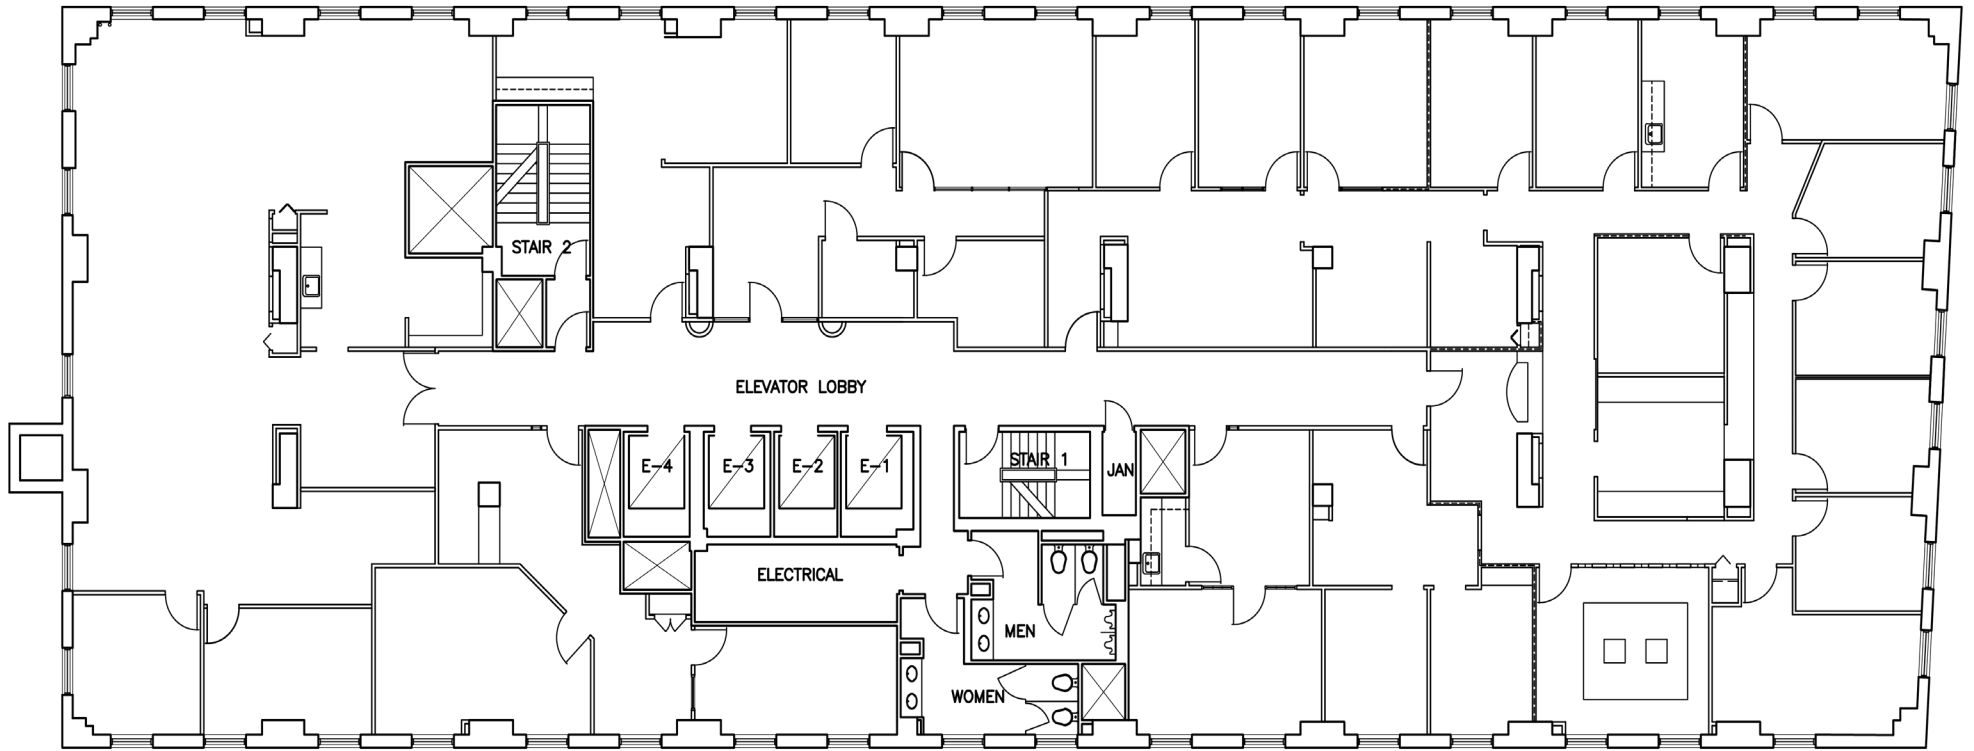 STAIR 2
ELEVATOR LOBBY
E-4
E-3
E-2
E-1
STAIR 1
JAN
ELECTRICAL
MEN
WOMEN